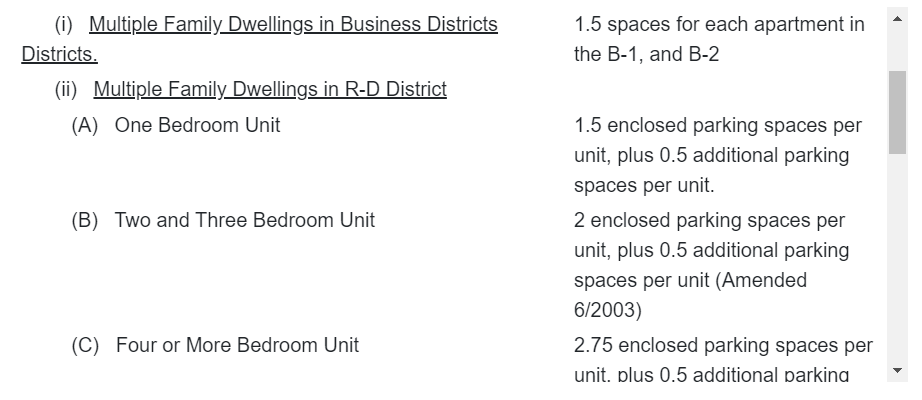 (i) Multiple Family Dwellings in Business Districts 1.5 spaces for each apartment in
Districts. the B-1, and B-2
(ii) Multiple Family Dwellings in R-D District
(A) One Bedroom Unit 1.5 enclosed parking spaces per
unit, plus 0.5 additional parking
spaces per unit.
(B) Two and Three Bedroom Unit 2 enclosed parking spaces per
unit, plus 0.5 additional parking
spaces per unit (Amended
6/2003)
(C) Four or More Bedroom Unit 2.75 enclosed parking spaces per
unit, plus 0.5 additional parking